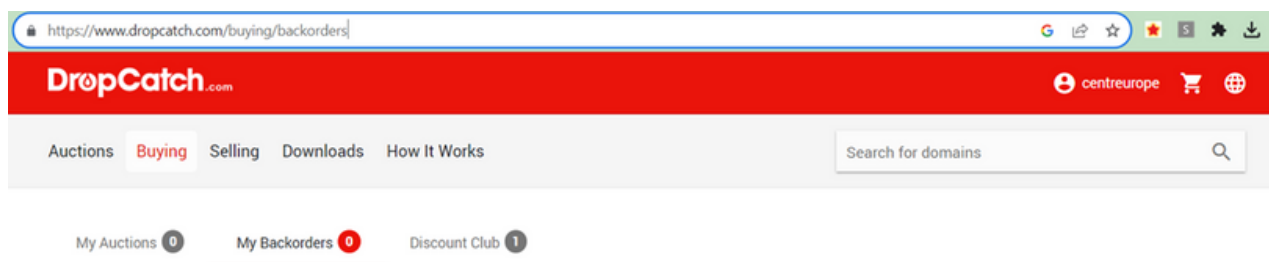 https://www.dropcatch.com/buying/backorders
DropCatch.com
centreurope
Auctions Buying Selling Downloads How It Works
Search for domains
My Auctions 0 My Backorders 0 Discount Club 1